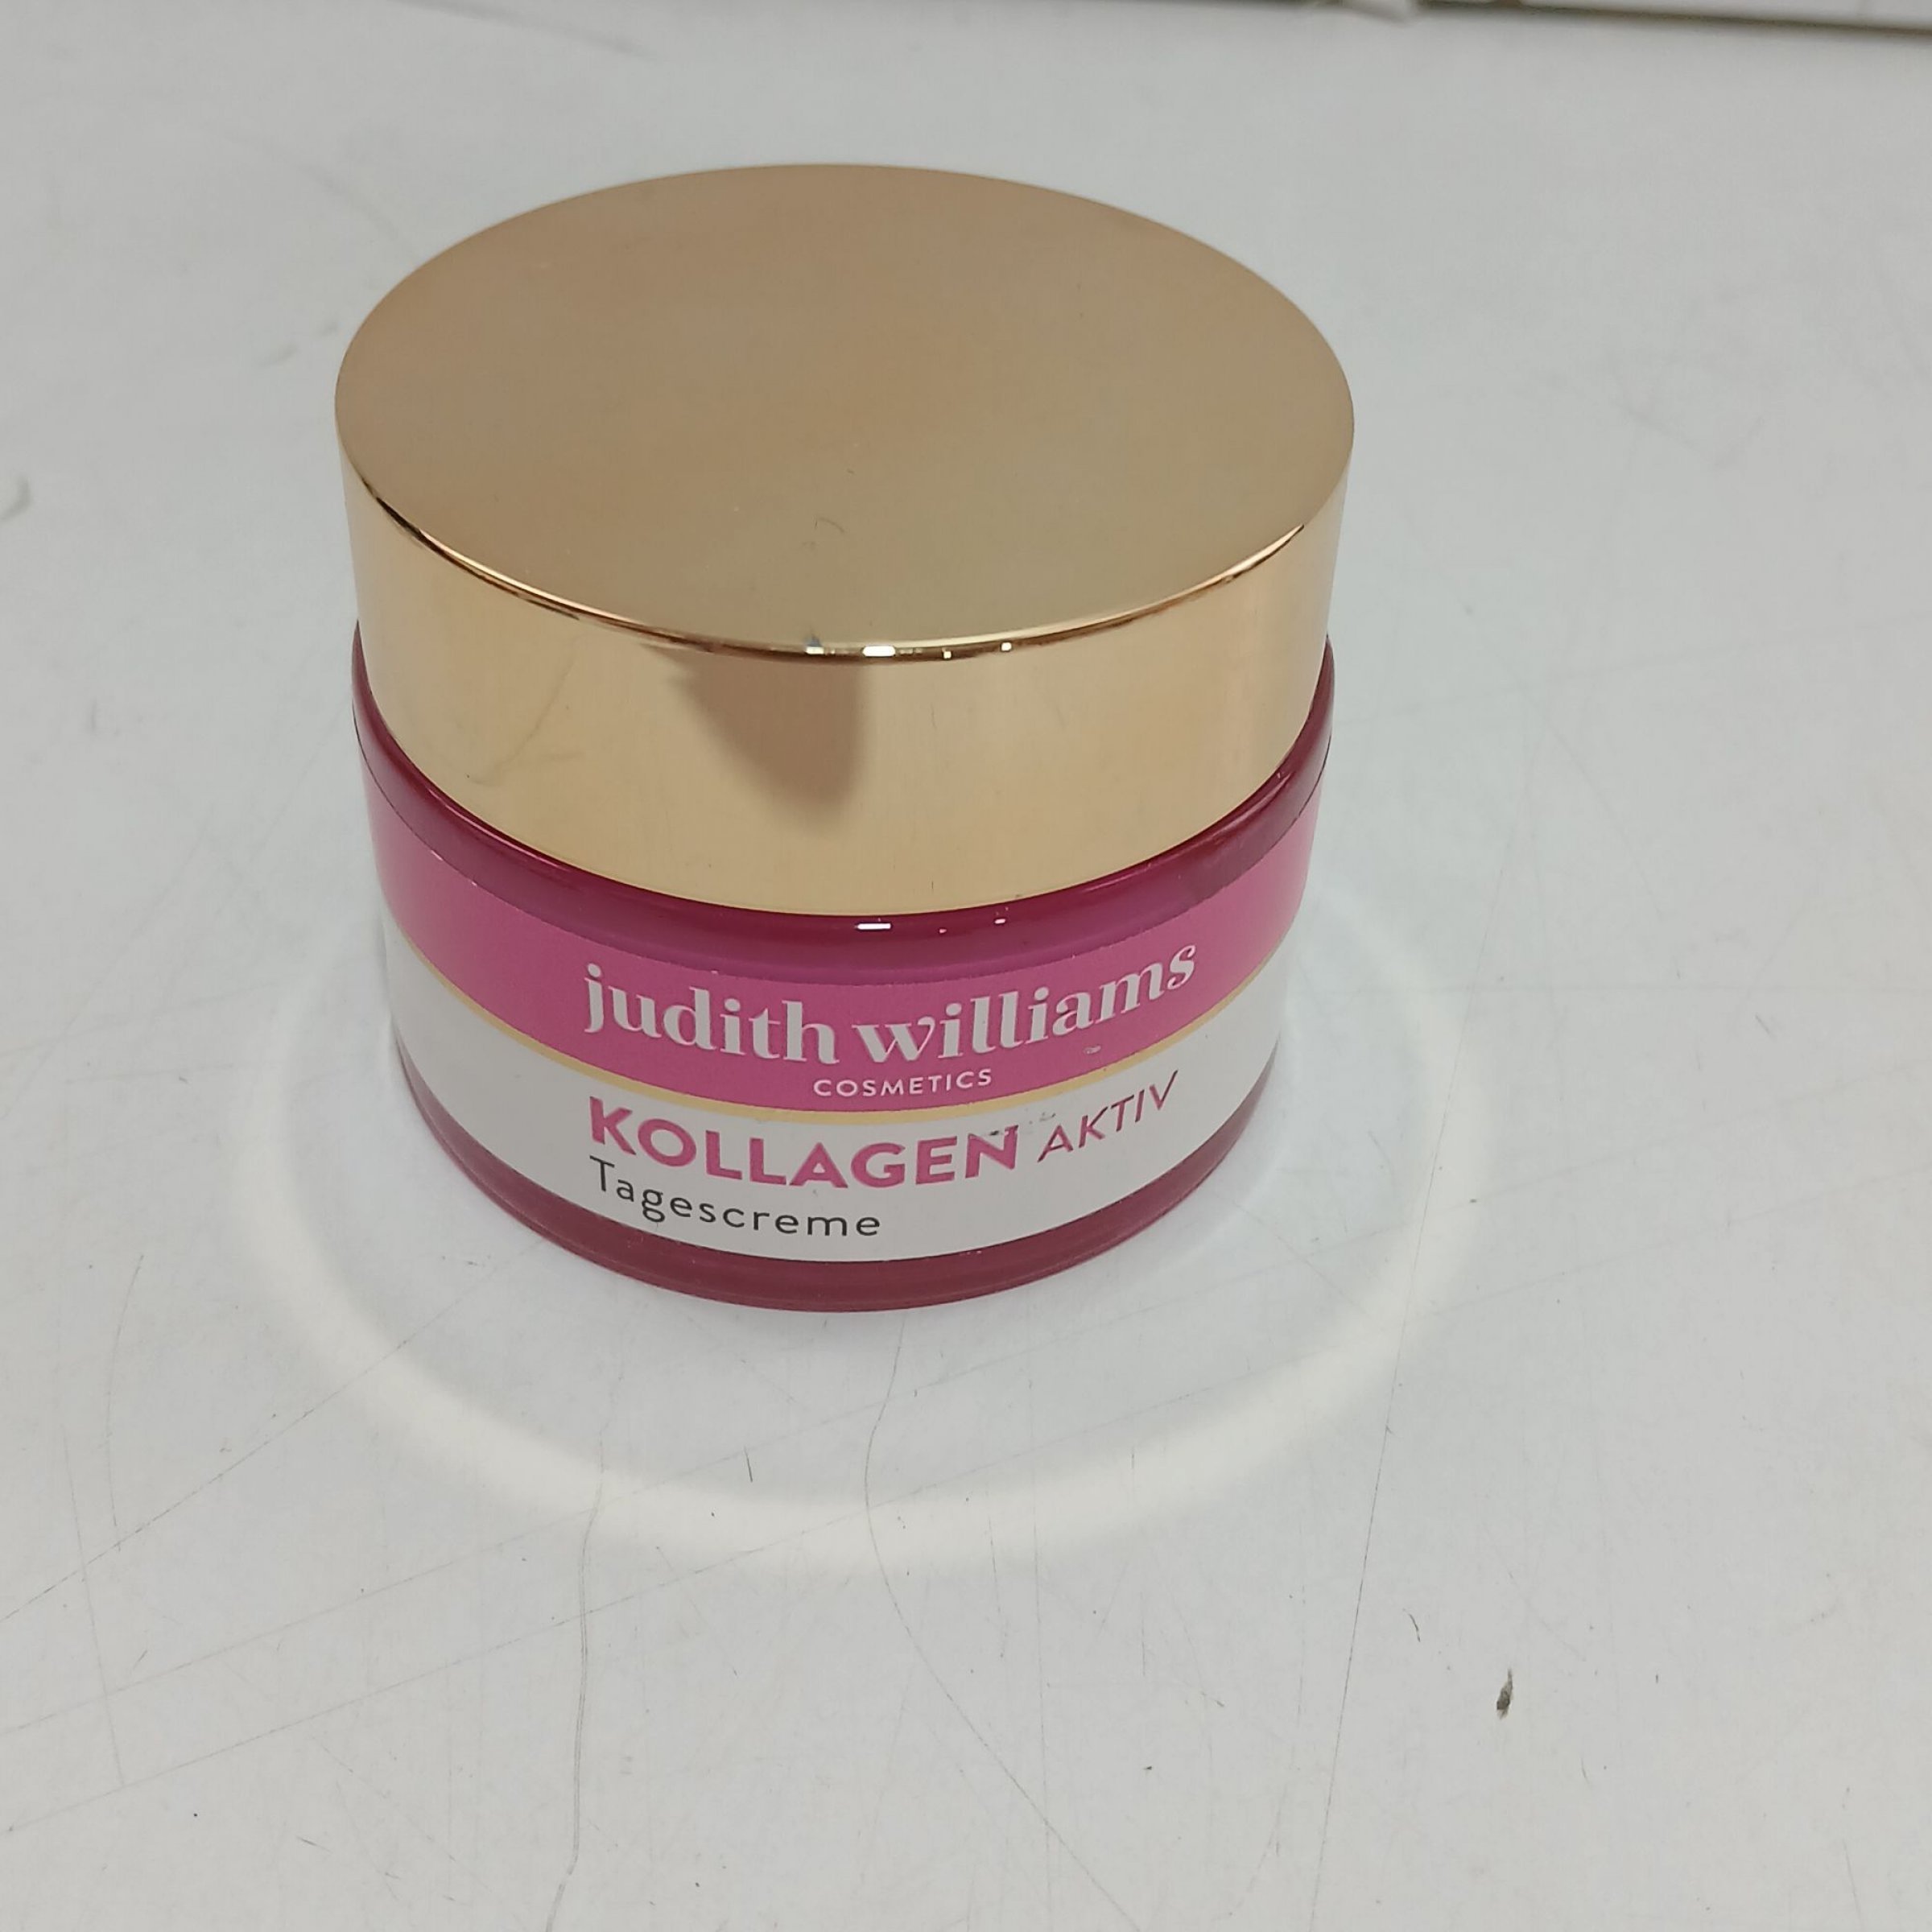 judith williams
COSMETICS
KOLLAGEN AKTIV
Tagescreme